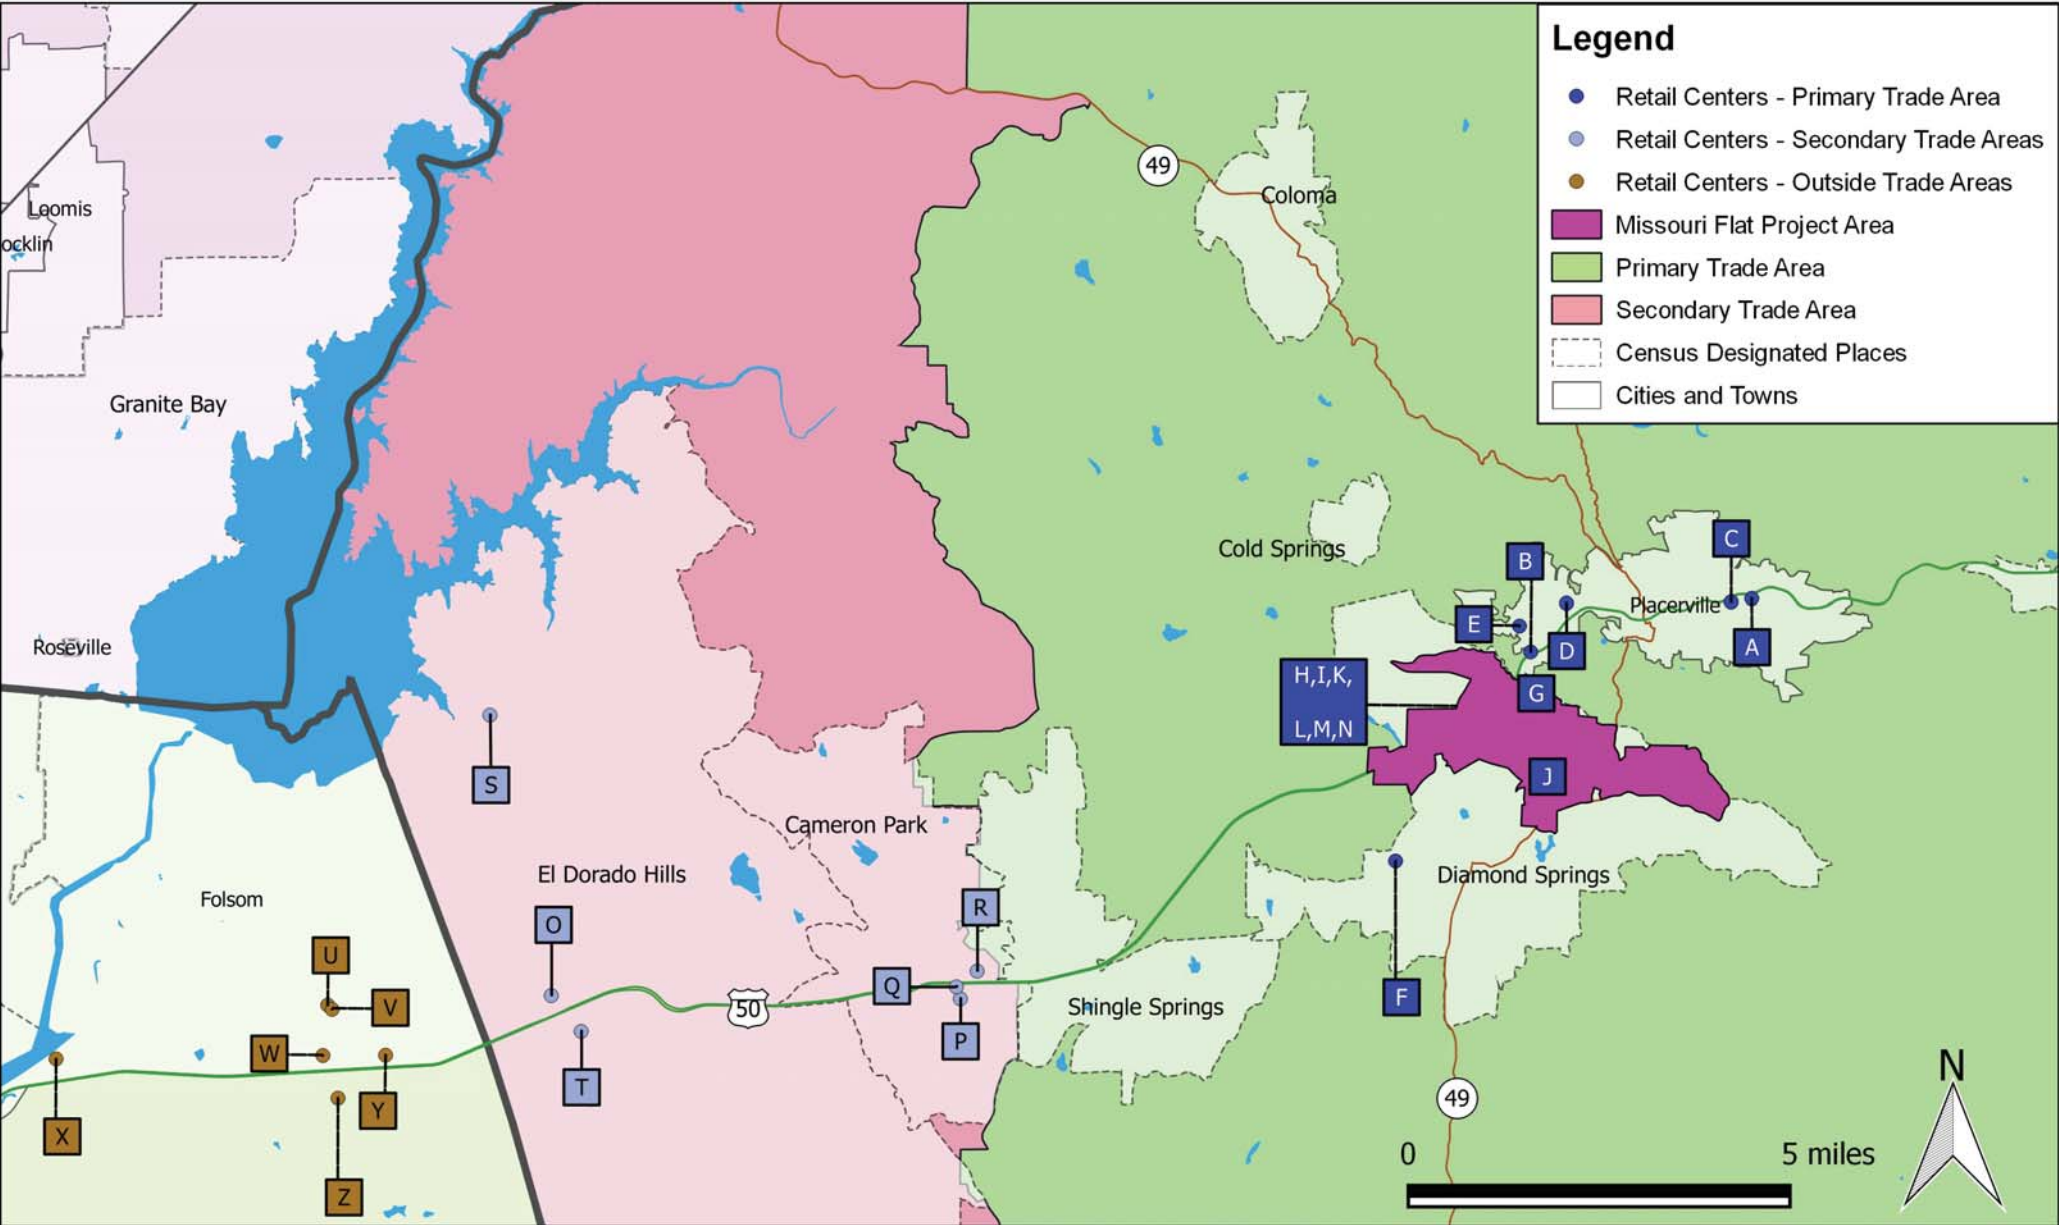 Legend
Retail Centers - Primary Trade Area
Retail Centers - Secondary Trade Areas
Retail Centers - Outside Trade Areas
Missouri Flat Project Area
Primary Trade Area
Secondary Trade Area
Census Designated Places
Cities and Towns
49
Coloma
Loomis
ocklin
Granite Bay
Cold Springs
C
B
Placerville
E
D
A
Roseville
H,I,K,
L,M,N
G
S
J
Cameron Park
El Dorado Hills
Diamond Springs
Folsom
R
O
U
Q
F
V
50
Shingle Springs
W
P
T
Y
X
Z
49
N
0
5 miles